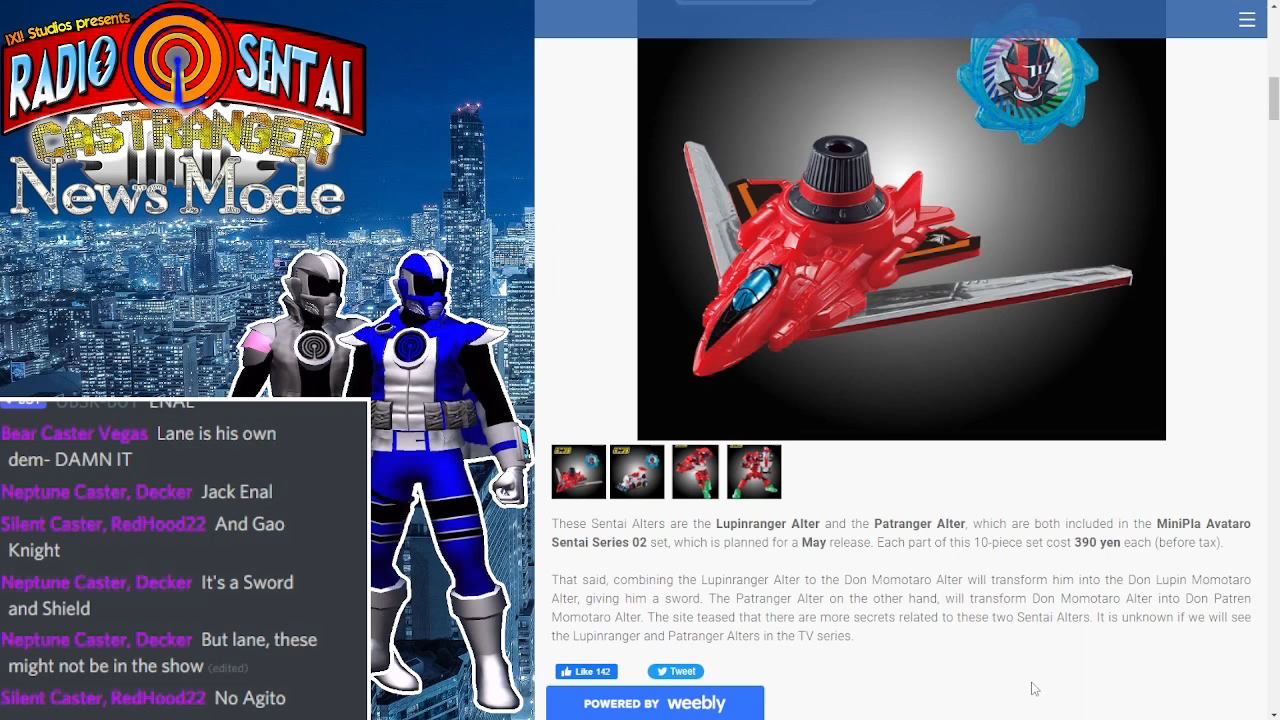 IXII Studios presents
RADIO SENTAI
CASTRANGER
News Mode
ENAL
Bear Caster Vegas Lane is his own
dem- DAMN IT
Neptune Caster, Decker Jack Enal
Silent Caster, RedHood22 And Gao
Knight
Neptune Caster, Decker It's a Sword
and Shield
Neptune Caster, Decker But lane, these
might not be in the show (edited)
Silent Caster, RedHood22 No Agito
These Sentai Alters are the Lupinranger Alter and the Patranger Alter, which are both included in the MiniPla Avataro
Sentai Series 02 set, which is planned for a May release. Each part of this 10-piece set cost 390 yen each (before tax).
That said, combining the Lupinranger Alter to the Don Momotaro Alter will transform him into the Don Lupin Momotaro
Alter, giving him a sword. The Patranger Alter on the other hand, will transform Don Momotaro Alter into Don Patren
Momotaro Alter. The site teased that there are more secrets related to these two Sentai Alters. It is unknown if we will see
the Lupinranger and Patranger Alters in the TV series.
Like 142
Tweet
POWERED BY weebly